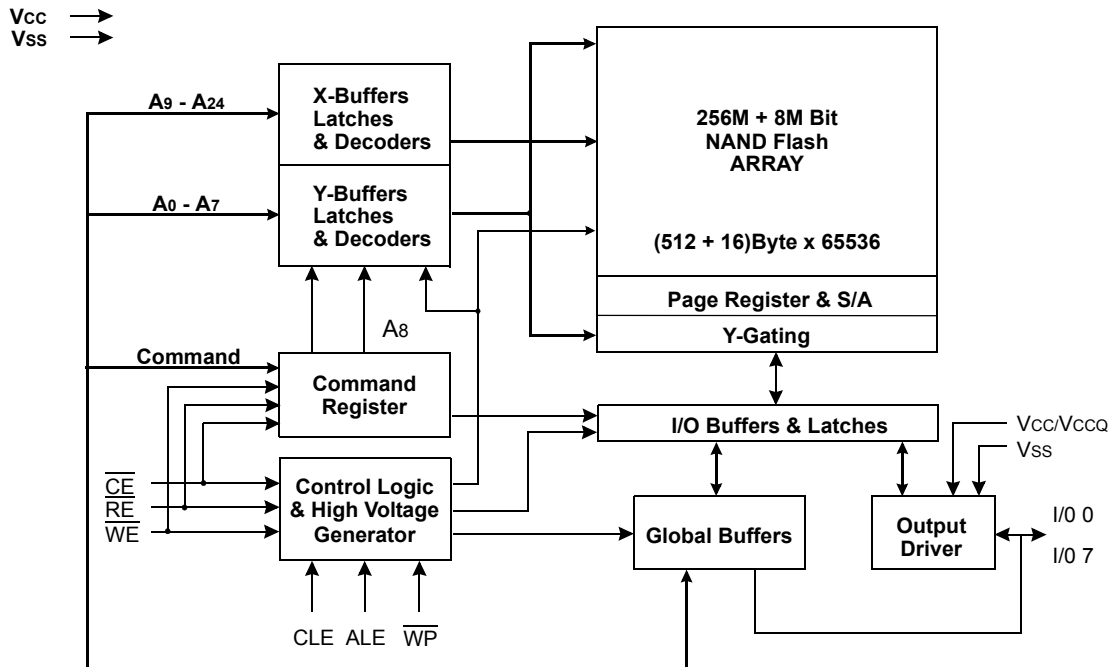 VCC
VSS
A9 - A24
X-Buffers
Latches
& Decoders
256M + 8M Bit
NAND Flash
ARRAY
A0 - A7
Y-Buffers
Latches
& Decoders
(512 + 16)Byte x 65536
Page Register & S/A
Y-Gating
A8
Command
Command
Register
I/O Buffers & Latches
VCC/VCCQ
VSS
CE
RE
WE
Control Logic
& High Voltage
Generator
Global Buffers
Output
Driver
I/0 0
I/0 7
CLE
ALE
WP